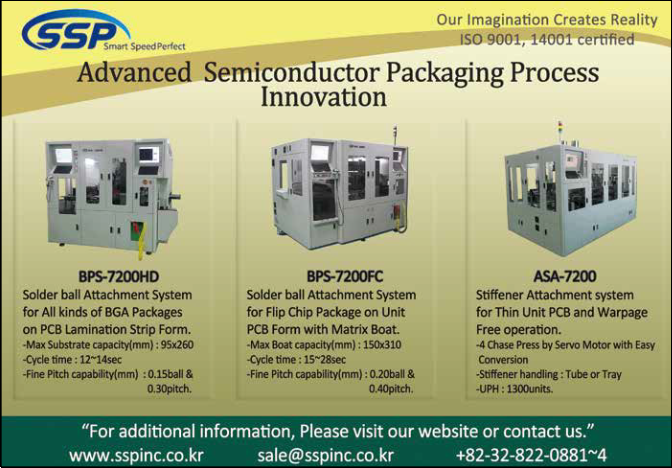 SSP
Smart Speed Perfect
Our Imagination Creates Reality
ISO 9001, 14001 certified
Advanced Semiconductor Packaging Process
Innovation
BPS-7200HD
Solder ball Attachment System
for All kinds of BGA Packages
on PCB Lamination Strip Form.
-Max Substrate capacity(mm) : 95x260
-Cycle time : 12~14sec
-Fine Pitch capability(mm) : 0.15ball &
0.30pitch.
BPS-7200FC
Solder ball Attachment System
for Flip Chip Package on Unit
PCB Form with Matrix Boat.
-Max Boat capacity(mm) : 150x310
-Cycle time : 15~28sec
-Fine Pitch capability(mm) : 0.20ball &
0.40pitch.
ASA-7200
Stiffener Attachment system
for Thin Unit PCB and Warpage
Free operation.
-4 Chase Press by Servo Motor with Easy
Conversion
-Stiffener handling : Tube or Tray
-UPH : 1300units.
“For additional information, Please visit our website or contact us.”
www.sspinc.co.kr sale@sspinc.co.kr +82-32-822-0881~4